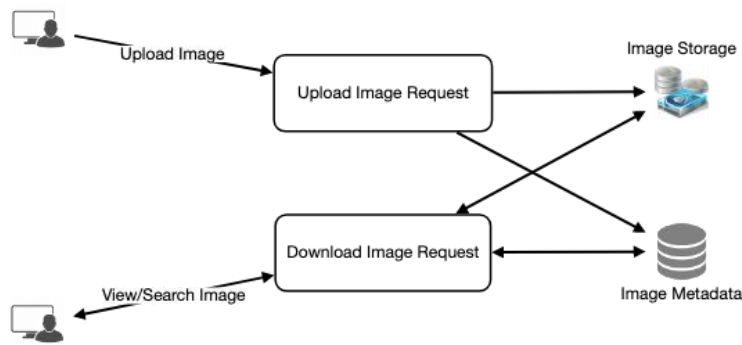 Upload Image
Image Storage
Upload Image Request
Download Image Request
View/Search Image
Image Metadata